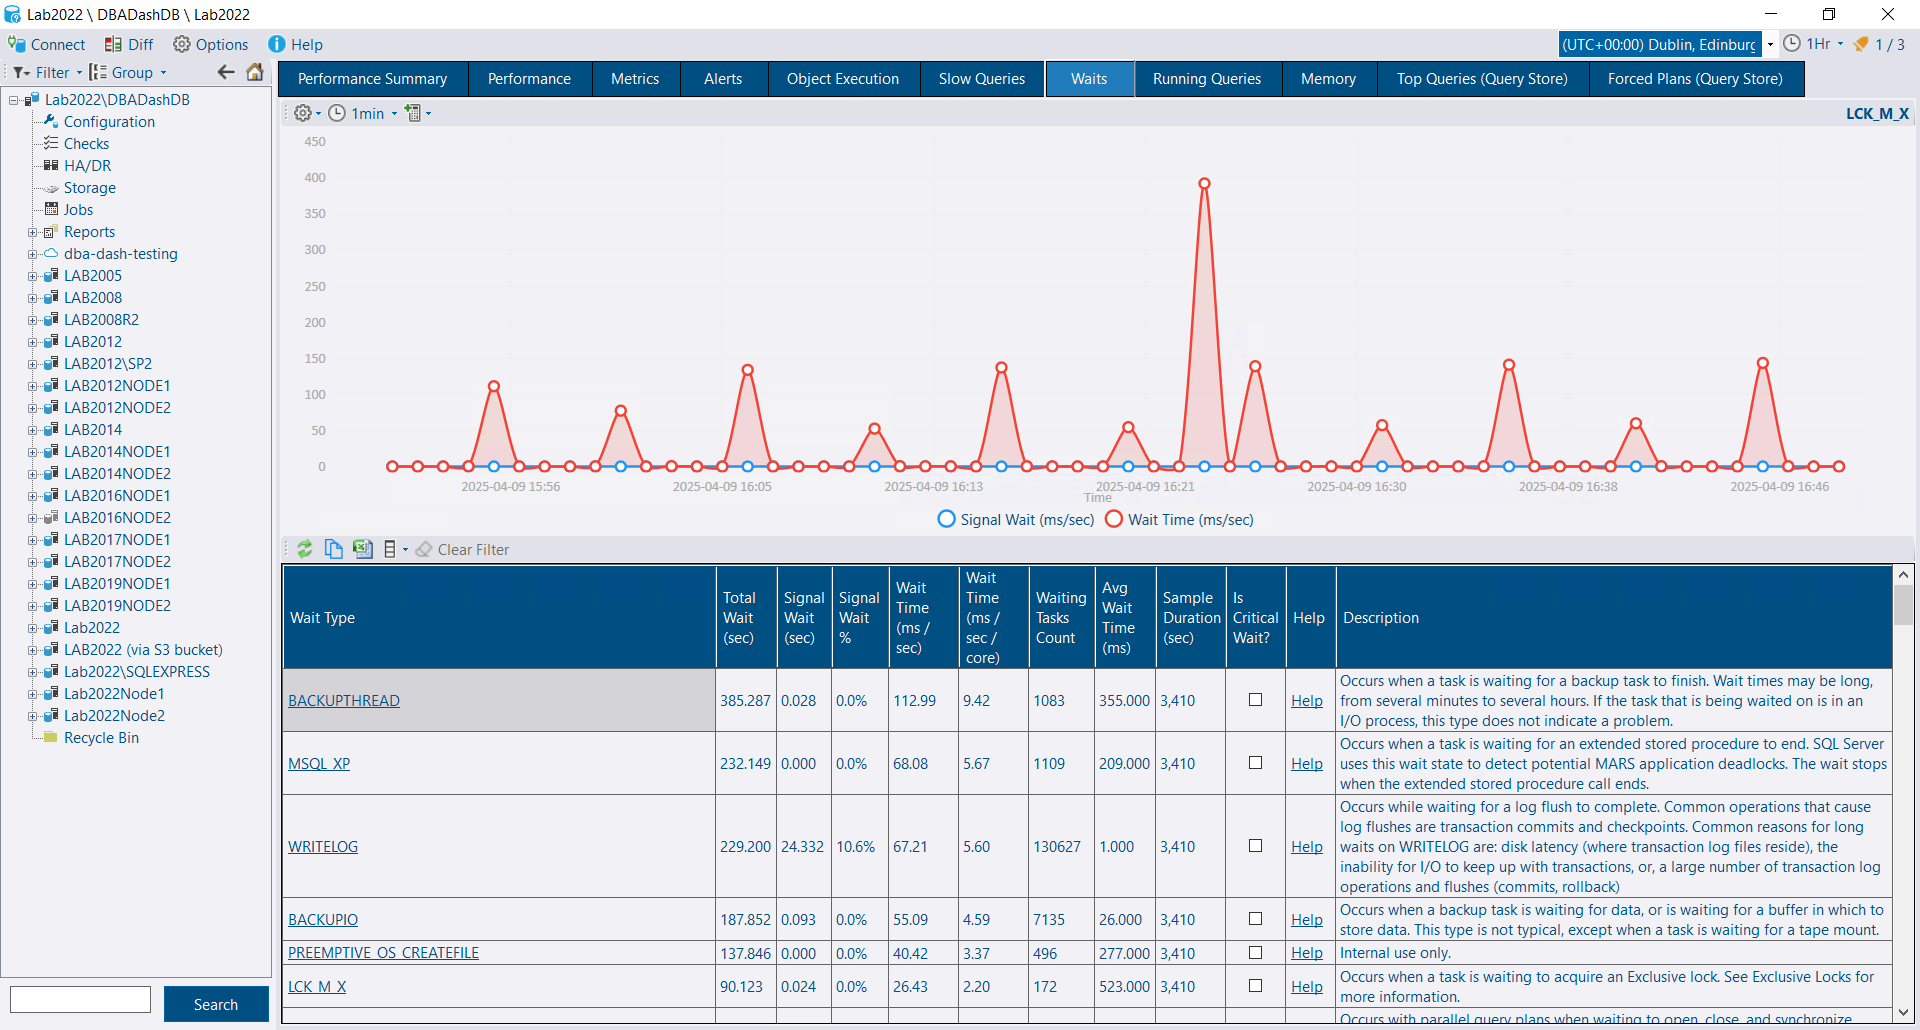 Lab2022 \ DBADashDB \ Lab2022
Connect Diff Options Help
(UTC+00:00) Dublin, Edinburg 1Hr 1 / 3
Filter Group
Performance Summary Performance Metrics Alerts Object Execution Slow Queries Waits Running Queries Memory Top Queries (Query Store) Forced Plans (Query Store)
Lab2022\DBADashDB
Configuration
Checks
HA/DR
Storage
Jobs
Reports
dba-dash-testing
LAB2005
LAB2008
LAB2008R2
LAB2012
LAB2012\SP2
LAB2012NODE1
LAB2012NODE2
LAB2014
LAB2014NODE1
LAB2014NODE2
LAB2016NODE1
LAB2016NODE2
LAB2017NODE1
LAB2017NODE2
LAB2019NODE1
LAB2019NODE2
Lab2022
LAB2022 (via S3 bucket)
Lab2022\SQLEXPRESS
Lab2022Node1
Lab2022Node2
Recycle Bin
Search
1min LCK_M_X
450
400
350
300
250
200
150
100
50
0
2025-04-09 15:56 2025-04-09 16:05 2025-04-09 16:13 2025-04-09 16:21 2025-04-09 16:30 2025-04-09 16:38 2025-04-09 16:46
Time
Signal Wait (ms/sec) Wait Time (ms/sec)
Clear Filter
Wait Type
Total
Wait
(sec)
Signal
Wait
(sec)
Signal
Wait
%
Wait
Time
(ms /
sec)
Wait
Time
(ms /
sec /
core)
Waiting
Tasks
Count
Avg
Wait
Time
(ms)
Sample
Duration
(sec)
Is
Critical
Wait?
Help
Description
BACKUPTHREAD 385.287 0.028 0.0% 112.99 9.42 1083 355.000 3,410 Help
Occurs when a task is waiting for a backup task to finish. Wait times may be long,
from several minutes to several hours. If the task that is being waited on is in an
I/O process, this type does not indicate a problem.
MSQL_XP 232.149 0.000 0.0% 68.08 5.67 1109 209.000 3,410 Help
Occurs when a task is waiting for an extended stored procedure to end. SQL Server
uses this wait state to detect potential MARS application deadlocks. The wait stops
when the extended stored procedure call ends.
WRITELOG 229.200 24.332 10.6% 67.21 5.60 130627 1.000 3,410 Help
Occurs while waiting for a log flush to complete. Common operations that cause
log flushes are transaction commits and checkpoints. Common reasons for long
waits on WRITELOG are: disk latency (where transaction log files reside), the
inability for I/O to keep up with transactions, or, a large number of transaction log
operations and flushes (commits, rollback)
BACKUPIO 187.852 0.093 0.0% 55.09 4.59 7135 26.000 3,410 Help
Occurs when a backup task is waiting for data, or is waiting for a buffer in which to
store data. This type is not typical, except when a task is waiting for a tape mount.
PREEMPTIVE_OS_CREATEFILE 137.846 0.000 0.0% 40.42 3.37 496 277.000 3,410 Help
Internal use only.
LCK_M_X 90.123 0.024 0.0% 26.43 2.20 172 523.000 3,410 Help
Occurs when a task is waiting to acquire an Exclusive lock. See Exclusive Locks for
more information.
Occurs with parallel query plans when waiting to open, close, and synchronize